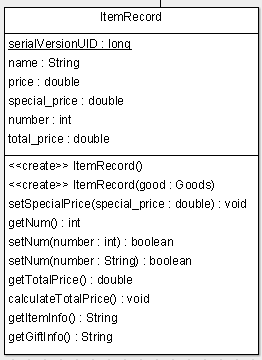 ItemRecord
serialVersionUID : long
name : String
price : double
special_price : double
number : int
total_price : double
<<create>> ItemRecord()
<<create>> ItemRecord(good : Goods)
setSpecialPrice(special_price : double) : void
getNum() : int
setNum(number : int) : boolean
setNum(number : String) : boolean
getTotalPrice() : double
calculateTotalPrice() : void
getItemInfo() : String
getGiftInfo() : String